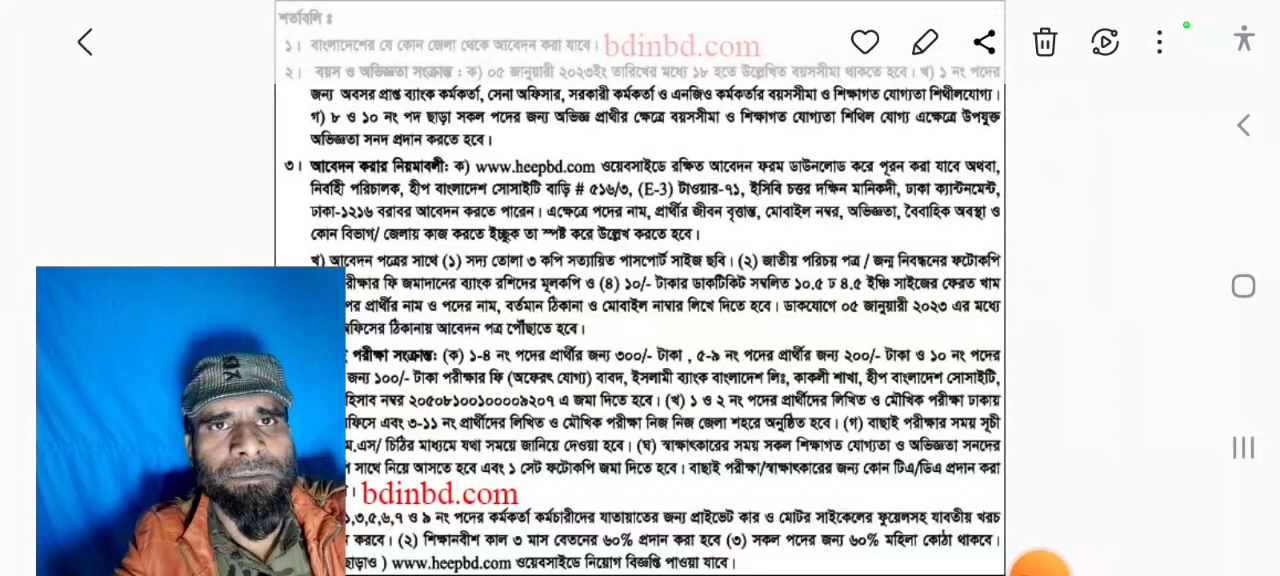 শর্তাবলি ঃ
১। বাংলাদেশের যে কোন জেলা থেকে আবেদন করা যাবে। bdinbd.com
২। বয়স ও অভিজ্ঞতা সংক্রান্ত : ক) ০৫ জানুয়ারী ২০২৩ইং তারিখের মধ্যে ১৮ হতে উল্লেখিত বয়সসীমা থাকতে হবে। খ) ১ নং পদের
জন্য অবসর প্রাপ্ত ব্যাংক কর্মকর্তা, সেনা অফিসার, সরকারী কর্মকর্তা ও এনজিও কর্মকর্তার বয়সসীমা ও শিক্ষাগত যোগ্যতা শিথীলযোগ্য।
গ) ৮ ও ১০ নং পদ ছাড়া সকল পদের জন্য অভিজ্ঞ প্রার্থীর ক্ষেত্রে বয়সসীমা ও শিক্ষাগত যোগ্যতা শিথিল যোগ্য এক্ষেত্রে উপযুক্ত
অভিজ্ঞতা সনদ প্রদান করতে হবে।
৩। আবেদন করার নিয়মাবলী: ক) www.heepbd.com ওয়েবসাইডে রক্ষিত আবেদন ফরম ডাউনলোড করে পূরন করা যাবে অথবা,
নির্বাহী পরিচালক, হীপ বাংলাদেশ সোসাইটি বাড়ি # ৫১৬/৩, (E-3) টাওয়ার-৭১, ইসিবি চত্তর দক্ষিন মানিকদী, ঢাকা ক্যান্টনমেন্ট,
ঢাকা-১২১৬ বরাবর আবেদন করতে পারেন। এক্ষেত্রে পদের নাম, প্রার্থীর জীবন বৃত্তান্ত, মোবাইল নম্বর, অভিজ্ঞতা, বৈবাহিক অবস্থা ও
কোন বিভাগ/ জেলায় কাজ করতে ইচ্ছুক তা স্পষ্ট করে উল্লেখ করতে হবে।
খ) আবেদন পত্রের সাথে (১) সদ্য তোলা ৩ কপি সত্যায়িত পাসপোর্ট সাইজ ছবি। (২) জাতীয় পরিচয় পত্র / জন্ম নিবন্ধনের ফটোকপি
রীক্ষার ফি জমাদানের ব্যাংক রশিদের মূলকপি ও (৪) ১০/- টাকার ডাকটিকিট সম্বলিত ১০.৫ ঢ ৪.৫ ইঞ্চি সাইজের ফেরত খাম
পর প্রার্থীর নাম ও পদের নাম, বর্তমান ঠিকানা ও মোবাইল নাম্বার লিখে দিতে হবে। ডাকযোগে ০৫ জানুয়ারী ২০২৩ এর মধ্যে
ফিসের ঠিকানায় আবেদন পত্র পৌঁছাতে হবে।
পরীক্ষা সংক্রান্ত: (ক) ১-৪ নং পদের প্রার্থীর জন্য ৩০০/- টাকা , ৫-৯ নং পদের প্রার্থীর জন্য ২০০/- টাকা ও ১০ নং পদের
জন্য ১০০/- টাকা পরীক্ষার ফি (অফেরৎ যোগ্য) বাবদ, ইসলামী ব্যাংক বাংলাদেশ লিঃ, কাকলী শাখা, হীপ বাংলাদেশ সোসাইটি,
হিসাব নম্বর ২০৫০৮১০০১০০০০৯২০৭ এ জমা দিতে হবে। (খ) ১ ও ২ নং পদের প্রার্থীদের লিখিত ও মৌখিক পরীক্ষা ঢাকায়
ফিসে এবং ৩-১১ নং প্রার্থীদের লিখিত ও মৌখিক পরীক্ষা নিজ নিজ জেলা শহরে অনুষ্ঠিত হবে। (গ) বাছাই পরীক্ষার সময় সূচী
ম.এস/ চিঠির মাধ্যমে যথা সময়ে জানিয়ে দেওয়া হবে। (ঘ) স্বাক্ষাৎকারের সময় সকল শিক্ষাগত যোগ্যতা ও অভিজ্ঞতা সনদের
সাথে নিয়ে আসতে হবে এবং ১ সেট ফটোকপি জমা দিতে হবে। বাছাই পরীক্ষা/স্বাক্ষাৎকারের জন্য কোন টিএ/ডিএ প্রদান করা
। bdinbd.com
১,৩,৫,৬,৭ ও ৯ নং পদের কর্মকর্তা কর্মচারীদের যাতায়াতের জন্য প্রাইভেট কার ও মোটর সাইকেলের ফুয়েলসহ যাবতীয় খরচ
করবে। (২) শিক্ষানবীশ কাল ৩ মাস বেতনের ৬০% প্রদান করা হবে (৩) সকল পদের জন্য ৬০% মহিলা কোঠা থাকবে।
ছাড়াও ) www.heepbd.com ওয়েবসাইডে নিয়োগ বিজ্ঞপ্তি পাওয়া যাবে।